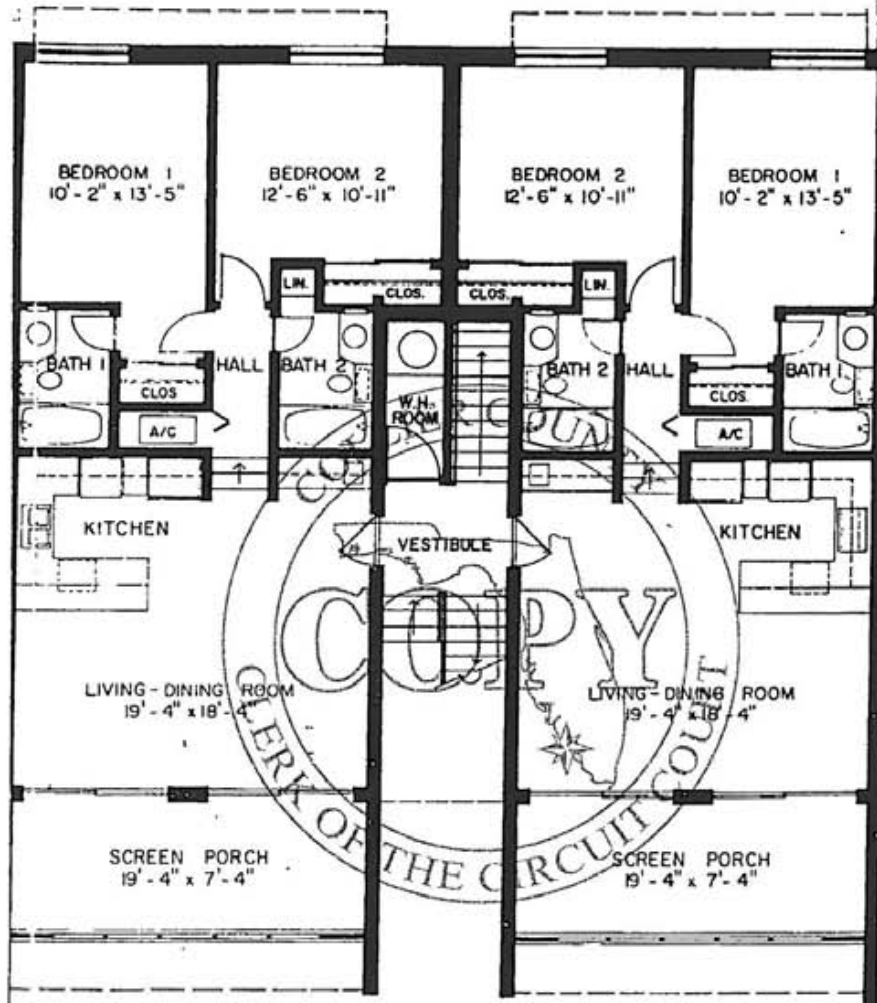 BEDROOM 1
10'-2" x 13'-5"
BEDROOM 2
12'-6" x 10'-11"
BEDROOM 2
12'-6" x 10'-11"
BEDROOM 1
10'-2" x 13'-5"
LIN.
CLOS.
CLOS.
LIN.
BATH 1
HALL
BATH 2
BATH 2
HALL
BATH 1
CLOS
W.H.
ROOM
CLOS.
A/C
A/C
KITCHEN
VESTIBULE
KITCHEN
COLLIER COUNTY
COPY
LIVING-DINING ROOM
19'-4" x 18'-4"
LIVING-DINING ROOM
19'-4" x 18'-4"
CLERK OF THE CIRCUIT COURT
SCREEN PORCH
19'-4" x 7'-4"
SCREEN PORCH
19'-4" x 7'-4"